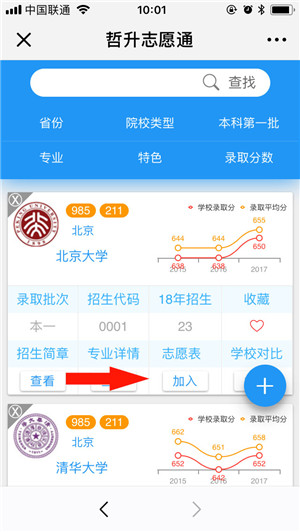 中国联通 10:01
哲升志愿通
查找
省份 院校类型 本科第一批
专业 特色 录取分数
985 211 学校录取分 录取平均分
北京
北京大学
644 644 655
638 638 650
2015 2016 2017
录取批次 招生代码 18年招生 收藏
本一 0001 23
招生简章 专业详情 志愿表 学校对比
查看 加入
985 211 学校录取分 录取平均分
北京
清华大学
662 651 658
652 642 652
2015 2016 2017